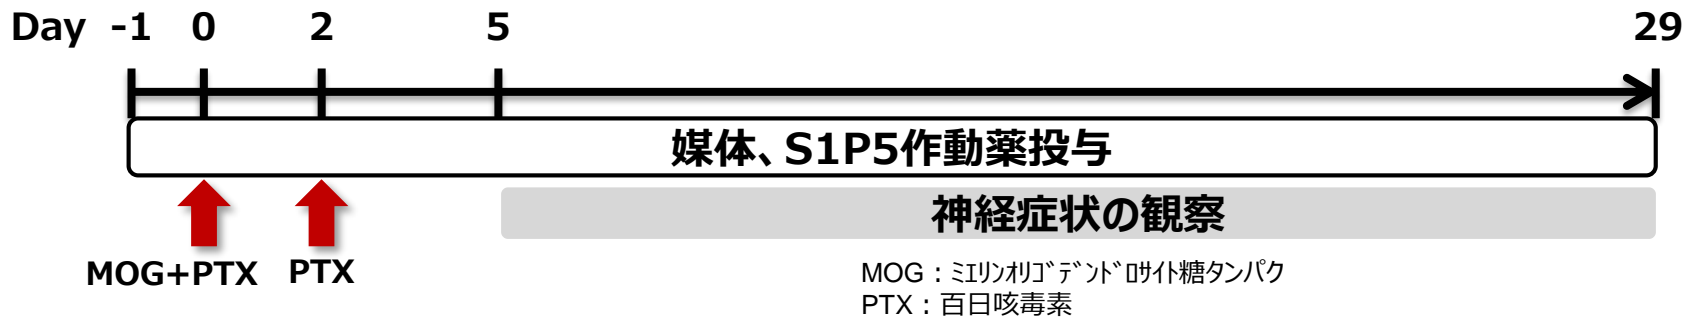 Day -1 0 2 5 29
媒体、S1P5作動薬投与
神経症状の観察
MOG+PTX PTX
MOG：ﾐｴﾘﾝｵﾘｺﾞﾃﾞﾝﾄﾞﾛｻｲﾄ糖タンパク
PTX：百日咳毒素